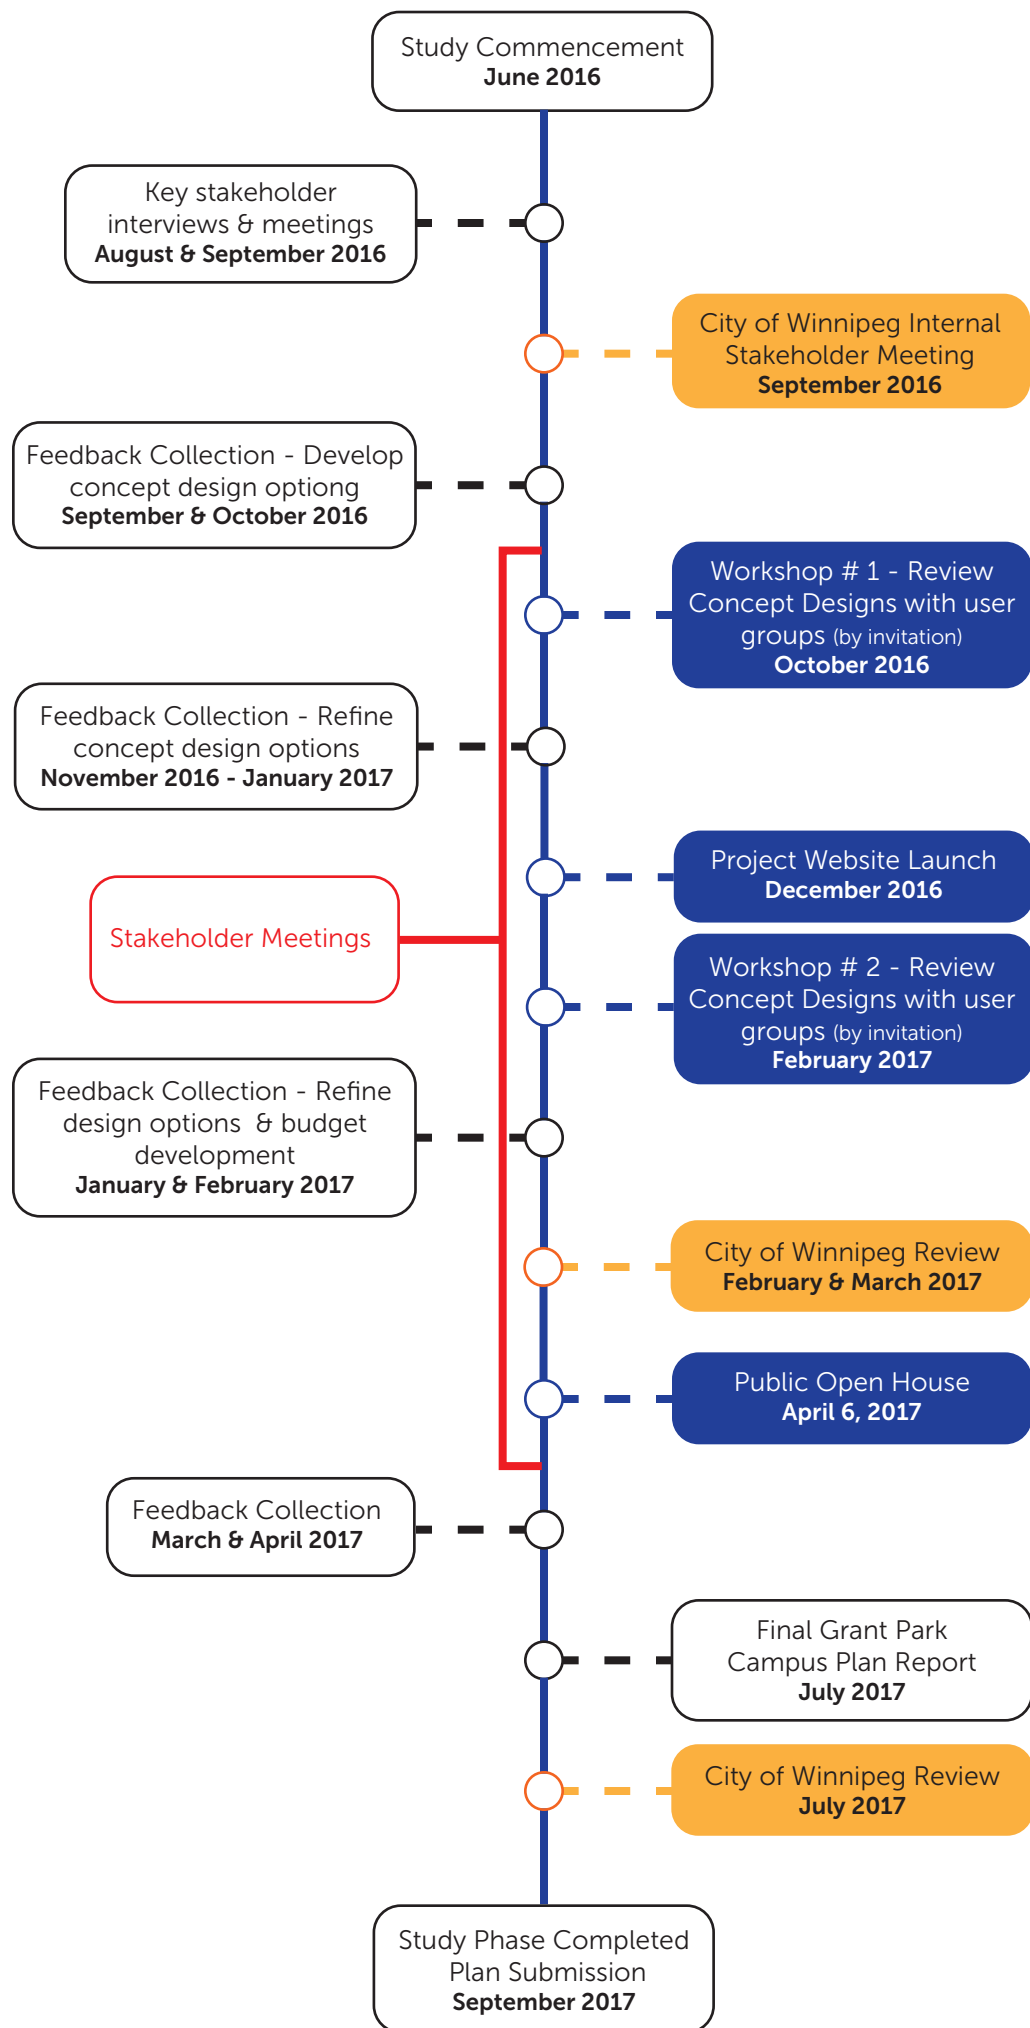 Study Commencement
June 2016
Key stakeholder
interviews & meetings
August & September 2016
City of Winnipeg Internal
Stakeholder Meeting
September 2016
Feedback Collection - Develop
concept design optiong
September & October 2016
Workshop # 1 - Review
Concept Designs with user
groups (by invitation)
October 2016
Feedback Collection - Refine
concept design options
November 2016 - January 2017
Project Website Launch
December 2016
Stakeholder Meetings
Workshop # 2 - Review
Concept Designs with user
groups (by invitation)
February 2017
Feedback Collection - Refine
design options & budget
development
January & February 2017
City of Winnipeg Review
February & March 2017
Public Open House
April 6, 2017
Feedback Collection
March & April 2017
Final Grant Park
Campus Plan Report
July 2017
City of Winnipeg Review
July 2017
Study Phase Completed
Plan Submission
September 2017